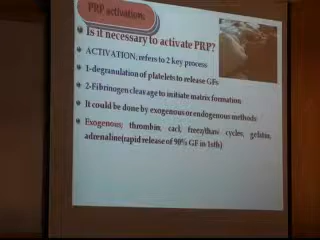 PRP activation
Is it necessary to activate PRP?
ACTIVATION; refers to 2 key process
1-degranulation of platelets to release GFs
2-Fibrinogen cleavage to initiate matrix formation
It could be done by exogenous or endogenous methods
Exogenous; thrombin, cacl, freez/thaw cycles, gelatin,
adrenaline(rapid release of 90% GF in 1sth)